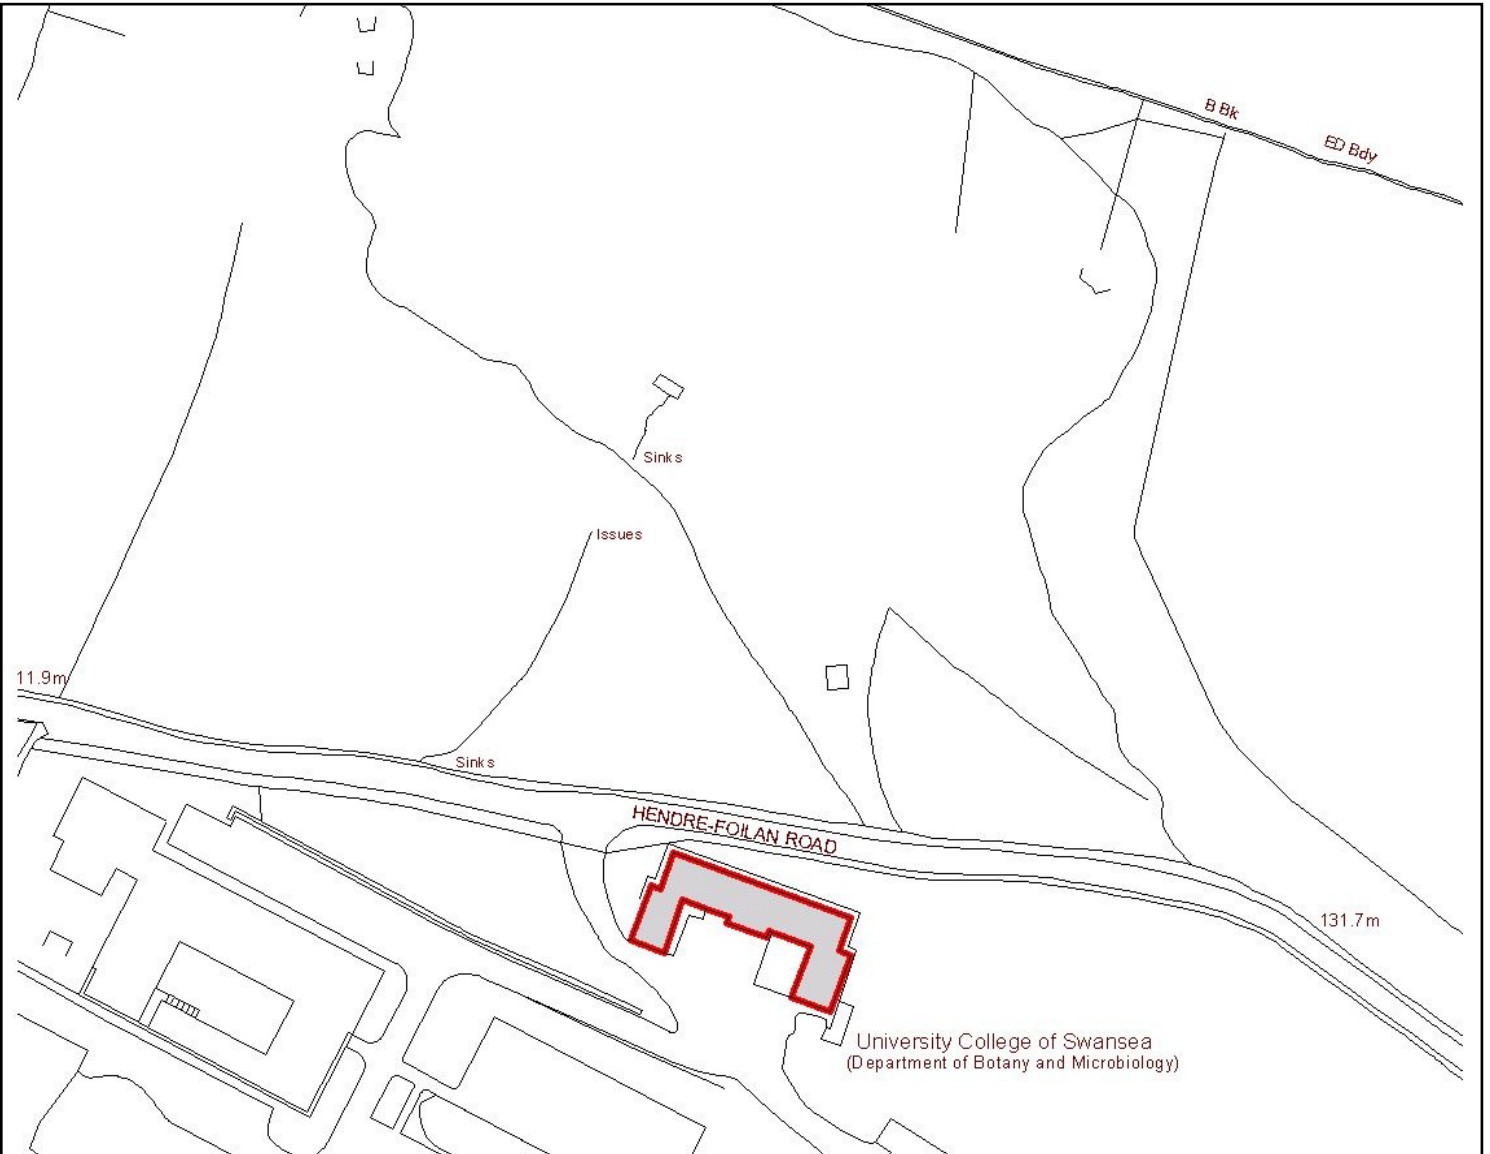 B Bk
ED Bdy
Sinks
Issues
11.9m
Sinks
HENDRE-FOILAN ROAD
131.7m
University College of Swansea
(Department of Botany and Microbiology)